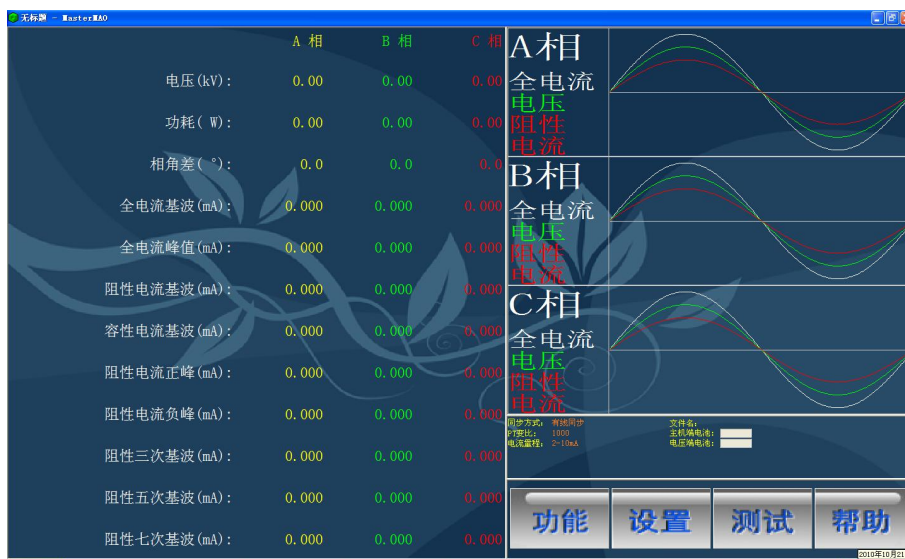 无标题 - MasterMAO
A 相 B 相 C 相
电压(kV): 0.00 0.00 0.00
功耗( W): 0.00 0.00 0.00
相角差( °): 0.0 0.0 0.0
全电流基波(mA): 0.000 0.000 0.000
全电流峰值(mA): 0.000 0.000 0.000
阻性电流基波(mA): 0.000 0.000 0.000
容性电流基波(mA): 0.000 0.000 0.000
阻性电流正峰(mA): 0.000 0.000 0.000
阻性电流负峰(mA): 0.000 0.000 0.000
阻性三次基波(mA): 0.000 0.000 0.000
阻性五次基波(mA): 0.000 0.000 0.000
阻性七次基波(mA): 0.000 0.000 0.000
A相
全电流
电压
阻性
电流
B相
全电流
电压
阻性
电流
C相
全电流
电压
阻性
电流
同步方式: 有线同步
PT变比: 1000
电流量程: 2-10mA
文件名:
主机端电池:
电压端电池:
功能 设置 测试 帮助
2010年10月21